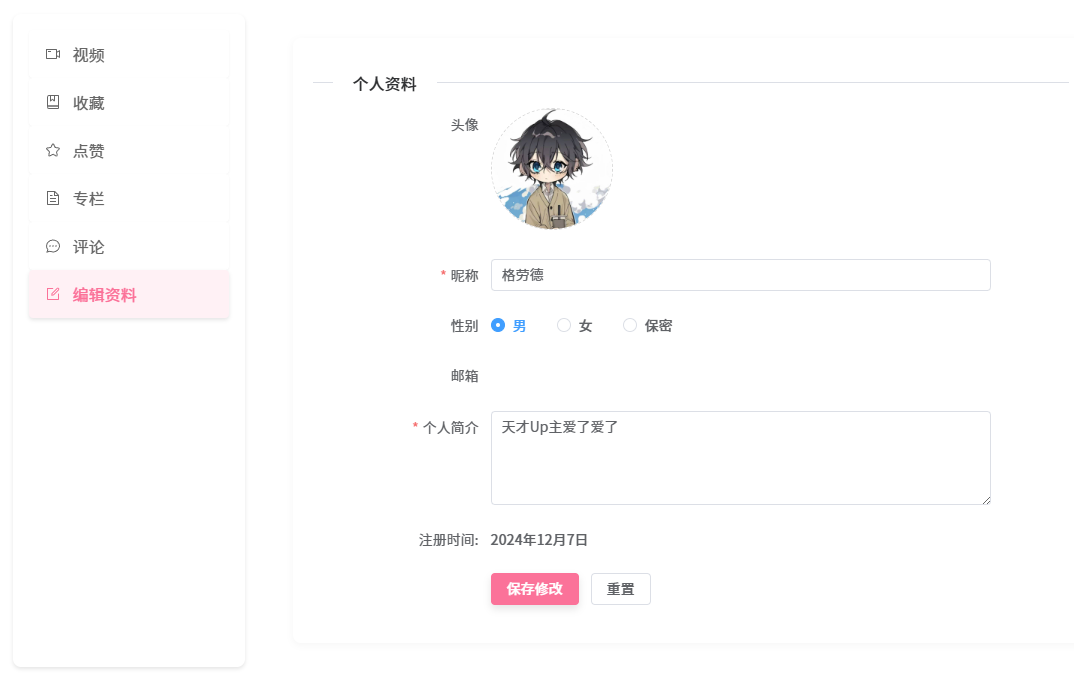 视频
收藏
点赞
专栏
评论
编辑资料
个人资料
头像
* 昵称 格劳德
性别 男 女 保密
邮箱
* 个人简介 天才Up主爱了爱了
注册时间: 2024年12月7日
保存修改 重置